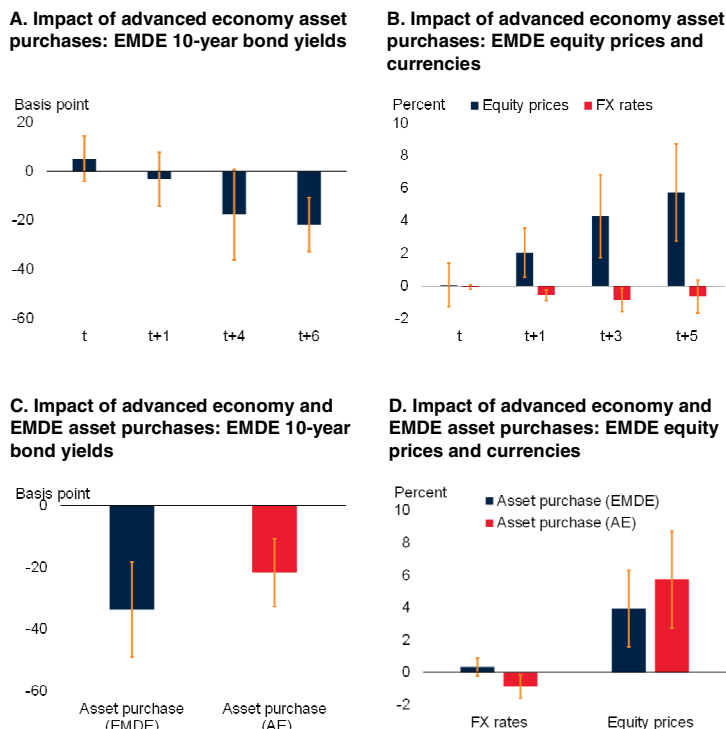 A. Impact of advanced economy asset
purchases: EMDE 10-year bond yields
Basis point
20
0
-20
-40
-60
t t+1 t+4 t+6
B. Impact of advanced economy asset
purchases: EMDE equity prices and
currencies
Percent
Equity prices FX rates
10
8
6
4
2
0
-2
t t+1 t+3 t+5
C. Impact of advanced economy and
EMDE asset purchases: EMDE 10-year
bond yields
Basis point
0
-20
-40
-60
Asset purchase Asset purchase
(EMDE) (AE)
D. Impact of advanced economy and
EMDE asset purchases: EMDE equity
prices and currencies
Percent
Asset purchase (EMDE)
Asset purchase (AE)
10
8
6
4
2
0
-2
FX rates Equity prices